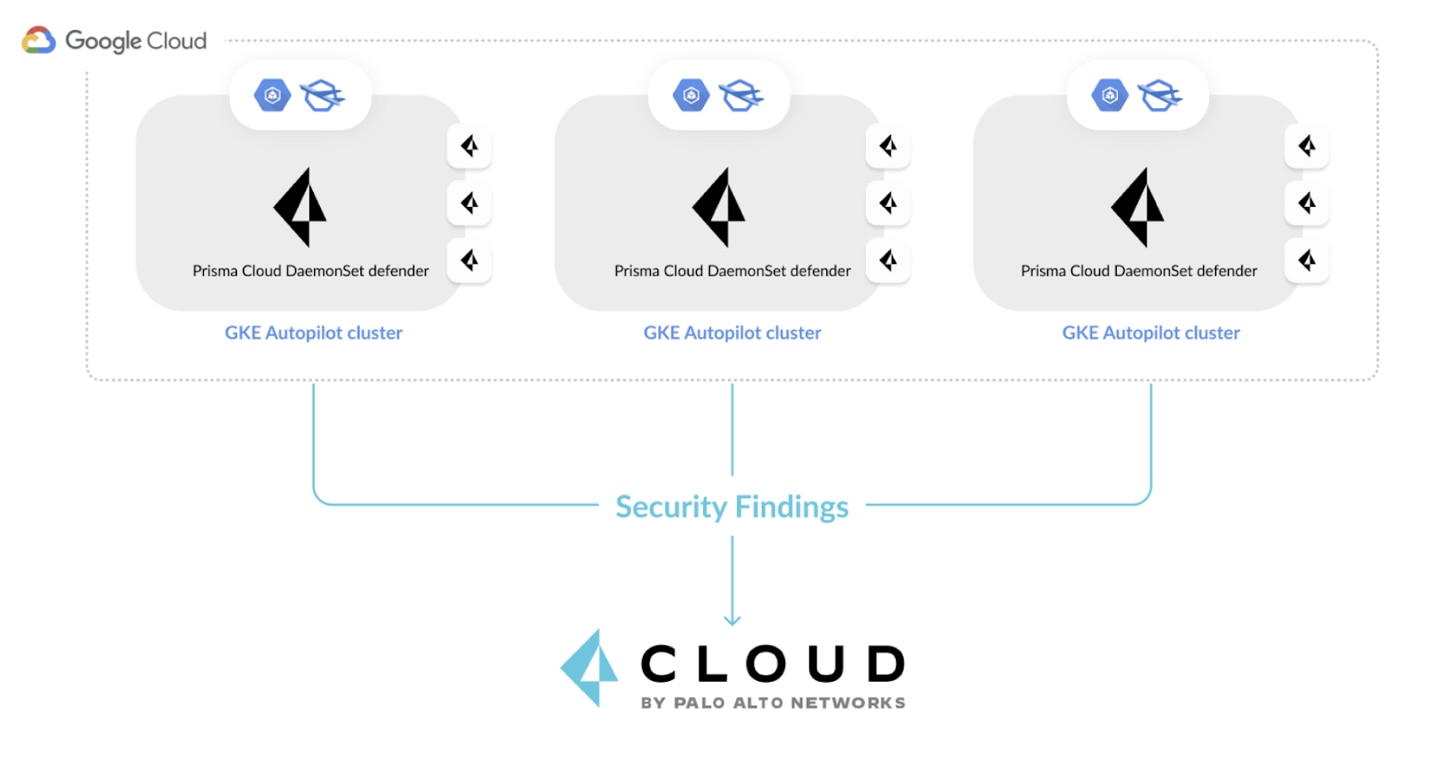 Google Cloud
Prisma Cloud DaemonSet defender
Prisma Cloud DaemonSet defender
Prisma Cloud DaemonSet defender
GKE Autopilot cluster
GKE Autopilot cluster
GKE Autopilot cluster
Security Findings
CLOUD
BY PALO ALTO NETWORKS